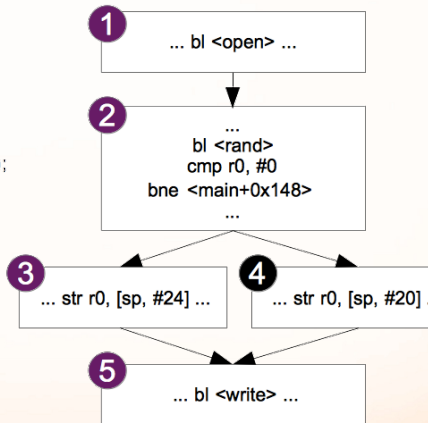 1
... bl <open> ...
2
...
bl <rand>
cmp r0, #0
bne <main+0x148>
...
;
3
... str r0, [sp, #24] ...
4
... str r0, [sp, #20] .
5
... bl <write> ...